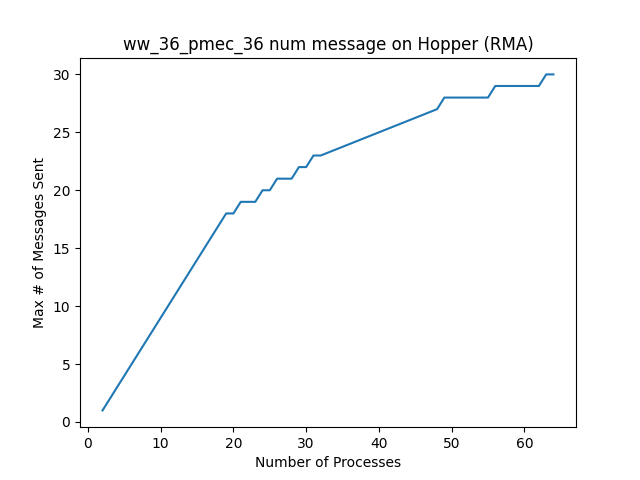 ww_36_pmec_36 num message on Hopper (RMA)
Max # of Messages Sent
30
25
20
15
10
5
0
0 10 20 30 40 50 60
Number of Processes